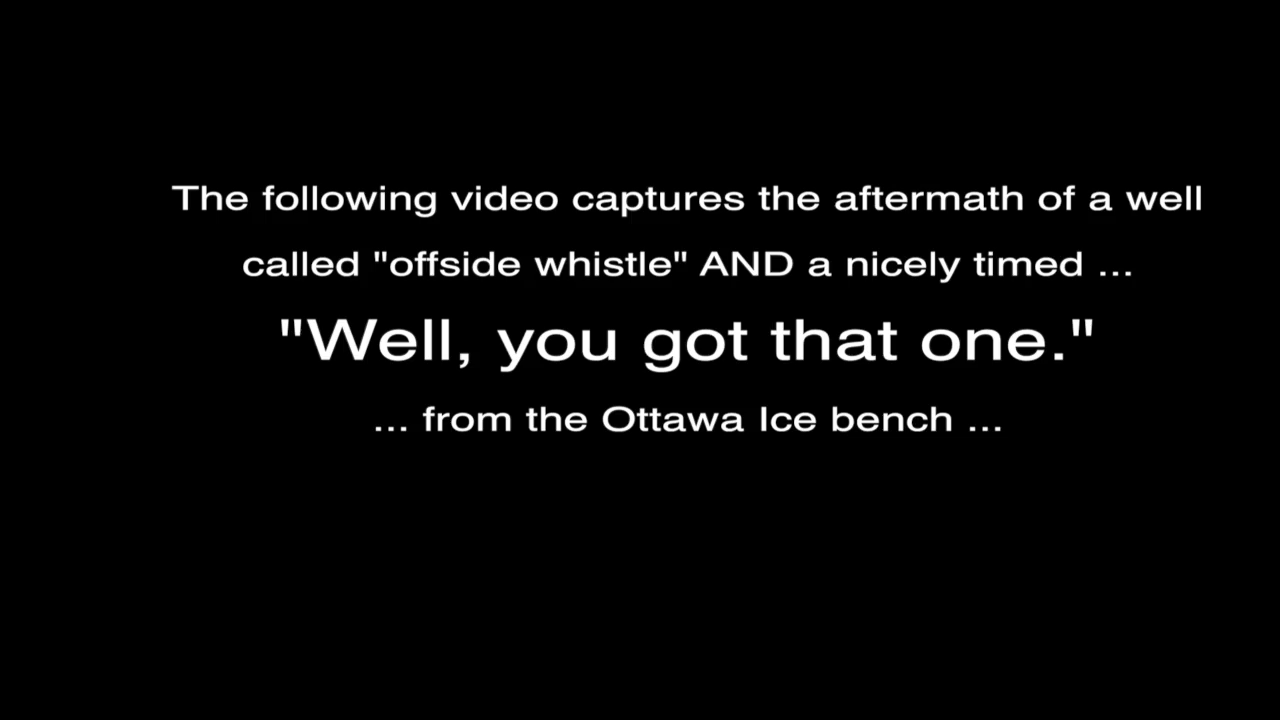 The following video captures the aftermath of a well
called "offside whistle" AND a nicely timed ...
"Well, you got that one."
... from the Ottawa Ice bench ...